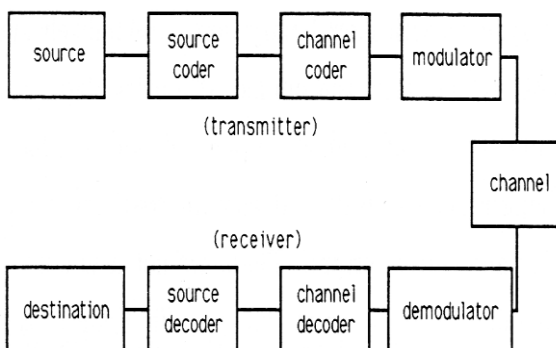 source
source
coder
channel
coder
modulator
(transmitter)
channel
(receiver)
destination
source
decoder
channel
decoder
demodulator